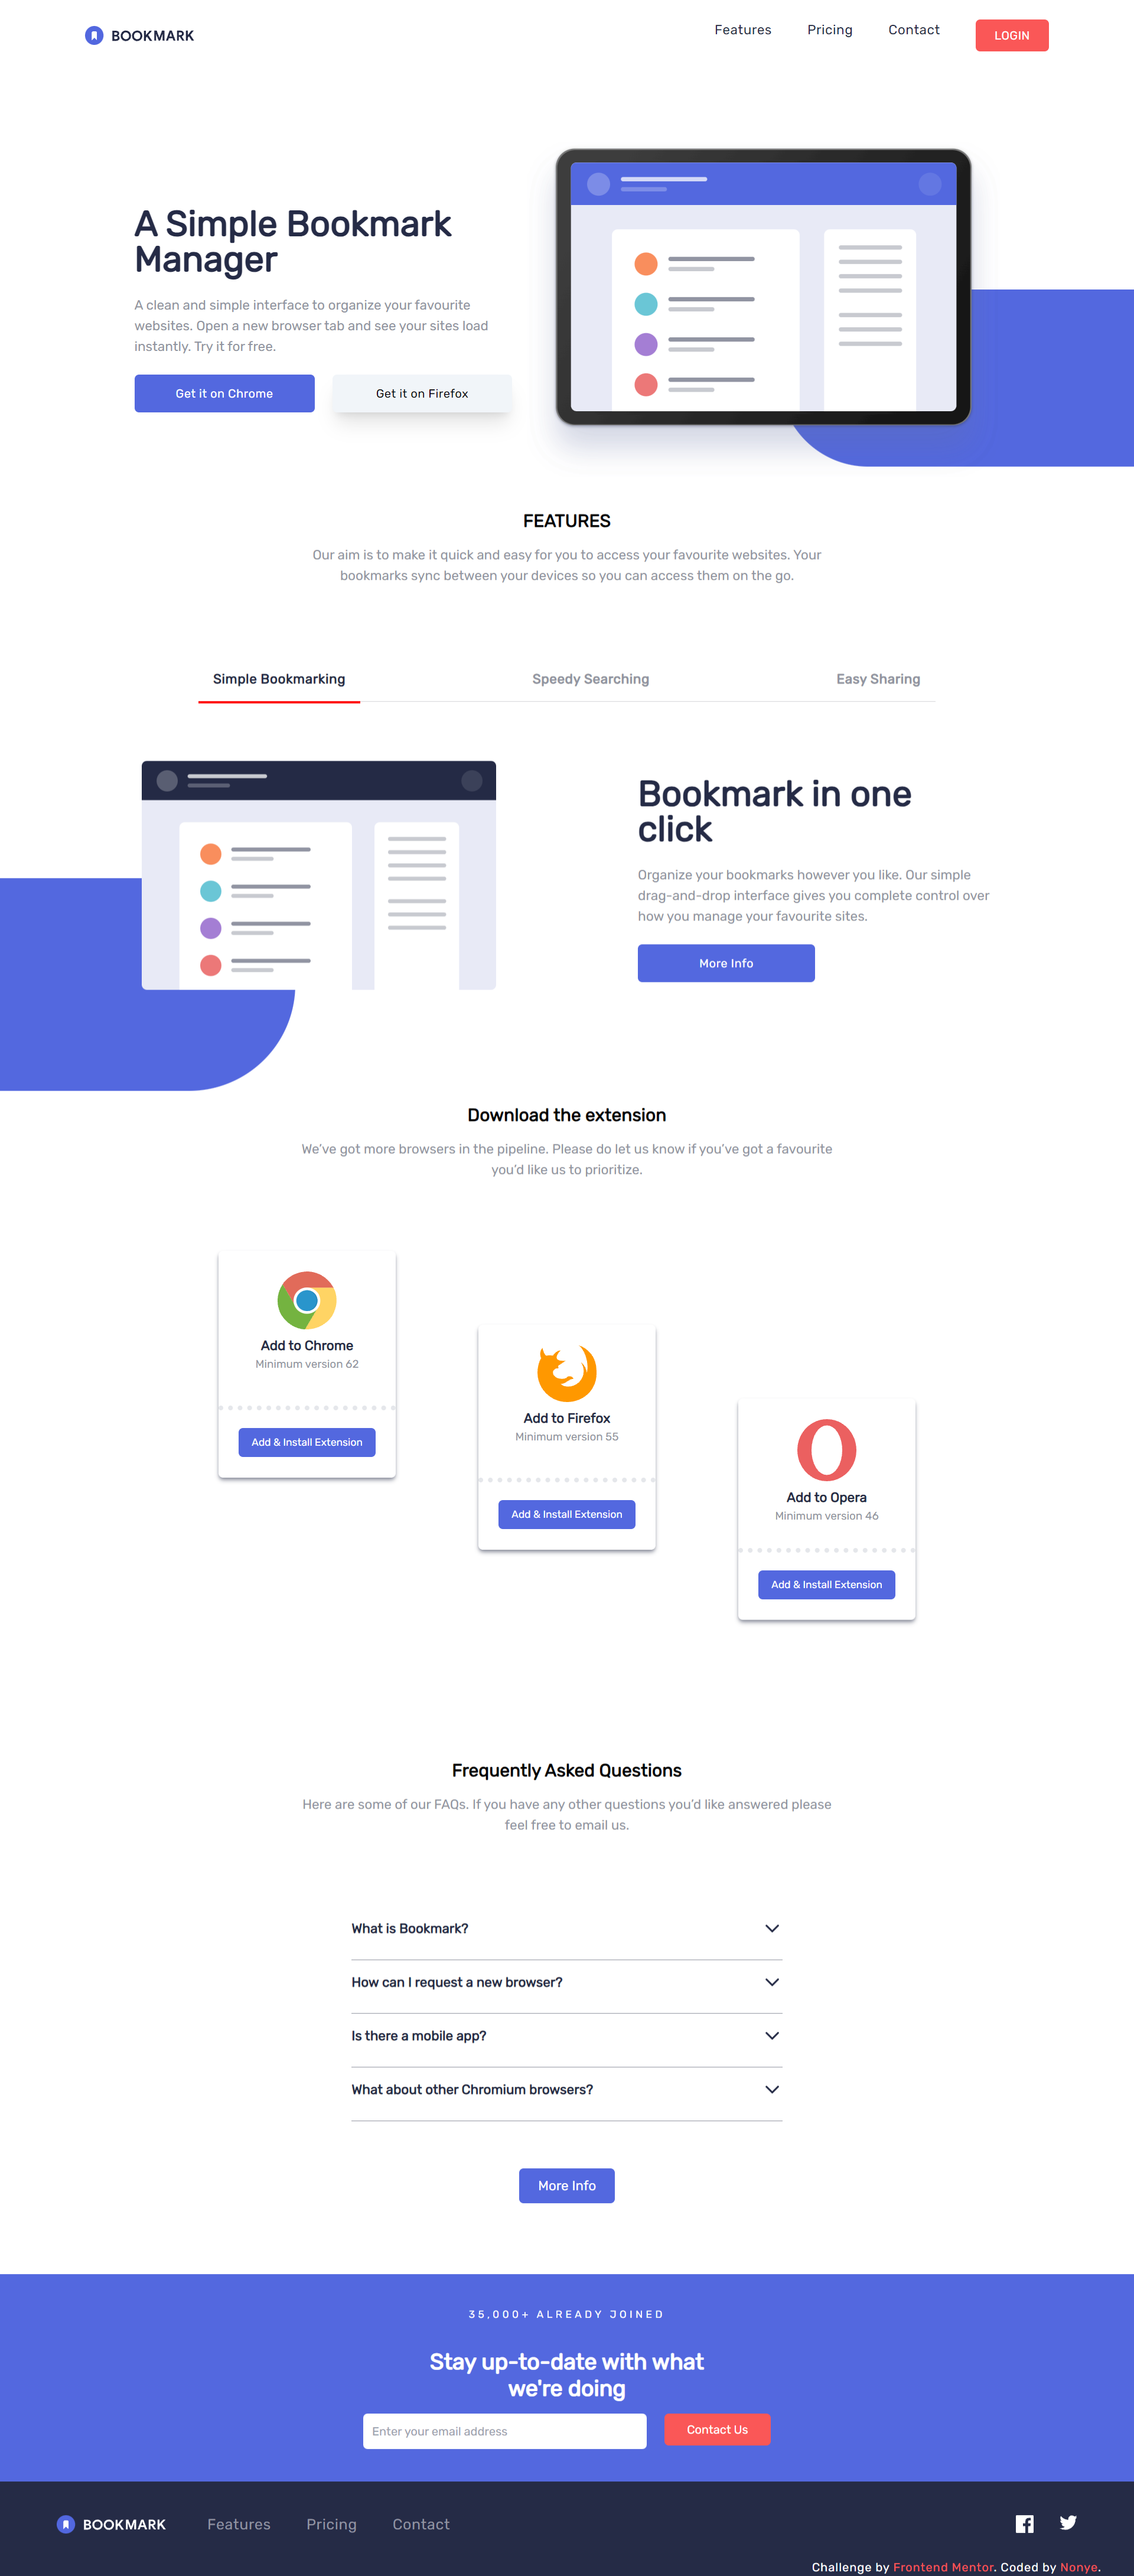 BOOKMARK
Features
Pricing
Contact
LOGIN
A Simple Bookmark
Manager
A clean and simple interface to organize your favourite
websites. Open a new browser tab and see your sites load
instantly. Try it for free.
Get it on Chrome
Get it on Firefox
FEATURES
Our aim is to make it quick and easy for you to access your favourite websites. Your
bookmarks sync between your devices so you can access them on the go.
Simple Bookmarking
Speedy Searching
Easy Sharing
Bookmark in one
click
Organize your bookmarks however you like. Our simple
drag-and-drop interface gives you complete control over
how you manage your favourite sites.
More Info
Download the extension
We’ve got more browsers in the pipeline. Please do let us know if you’ve got a favourite
you’d like us to prioritize.
Add to Chrome
Minimum version 62
Add & Install Extension
Add to Firefox
Minimum version 55
Add & Install Extension
Add to Opera
Minimum version 46
Add & Install Extension
Frequently Asked Questions
Here are some of our FAQs. If you have any other questions you’d like answered please
feel free to email us.
What is Bookmark?
How can I request a new browser?
Is there a mobile app?
What about other Chromium browsers?
More Info
35,000+ ALREADY JOINED
Stay up-to-date with what
we're doing
Enter your email address
Contact Us
BOOKMARK
Features
Pricing
Contact
Challenge by Frontend Mentor. Coded by Nonye.